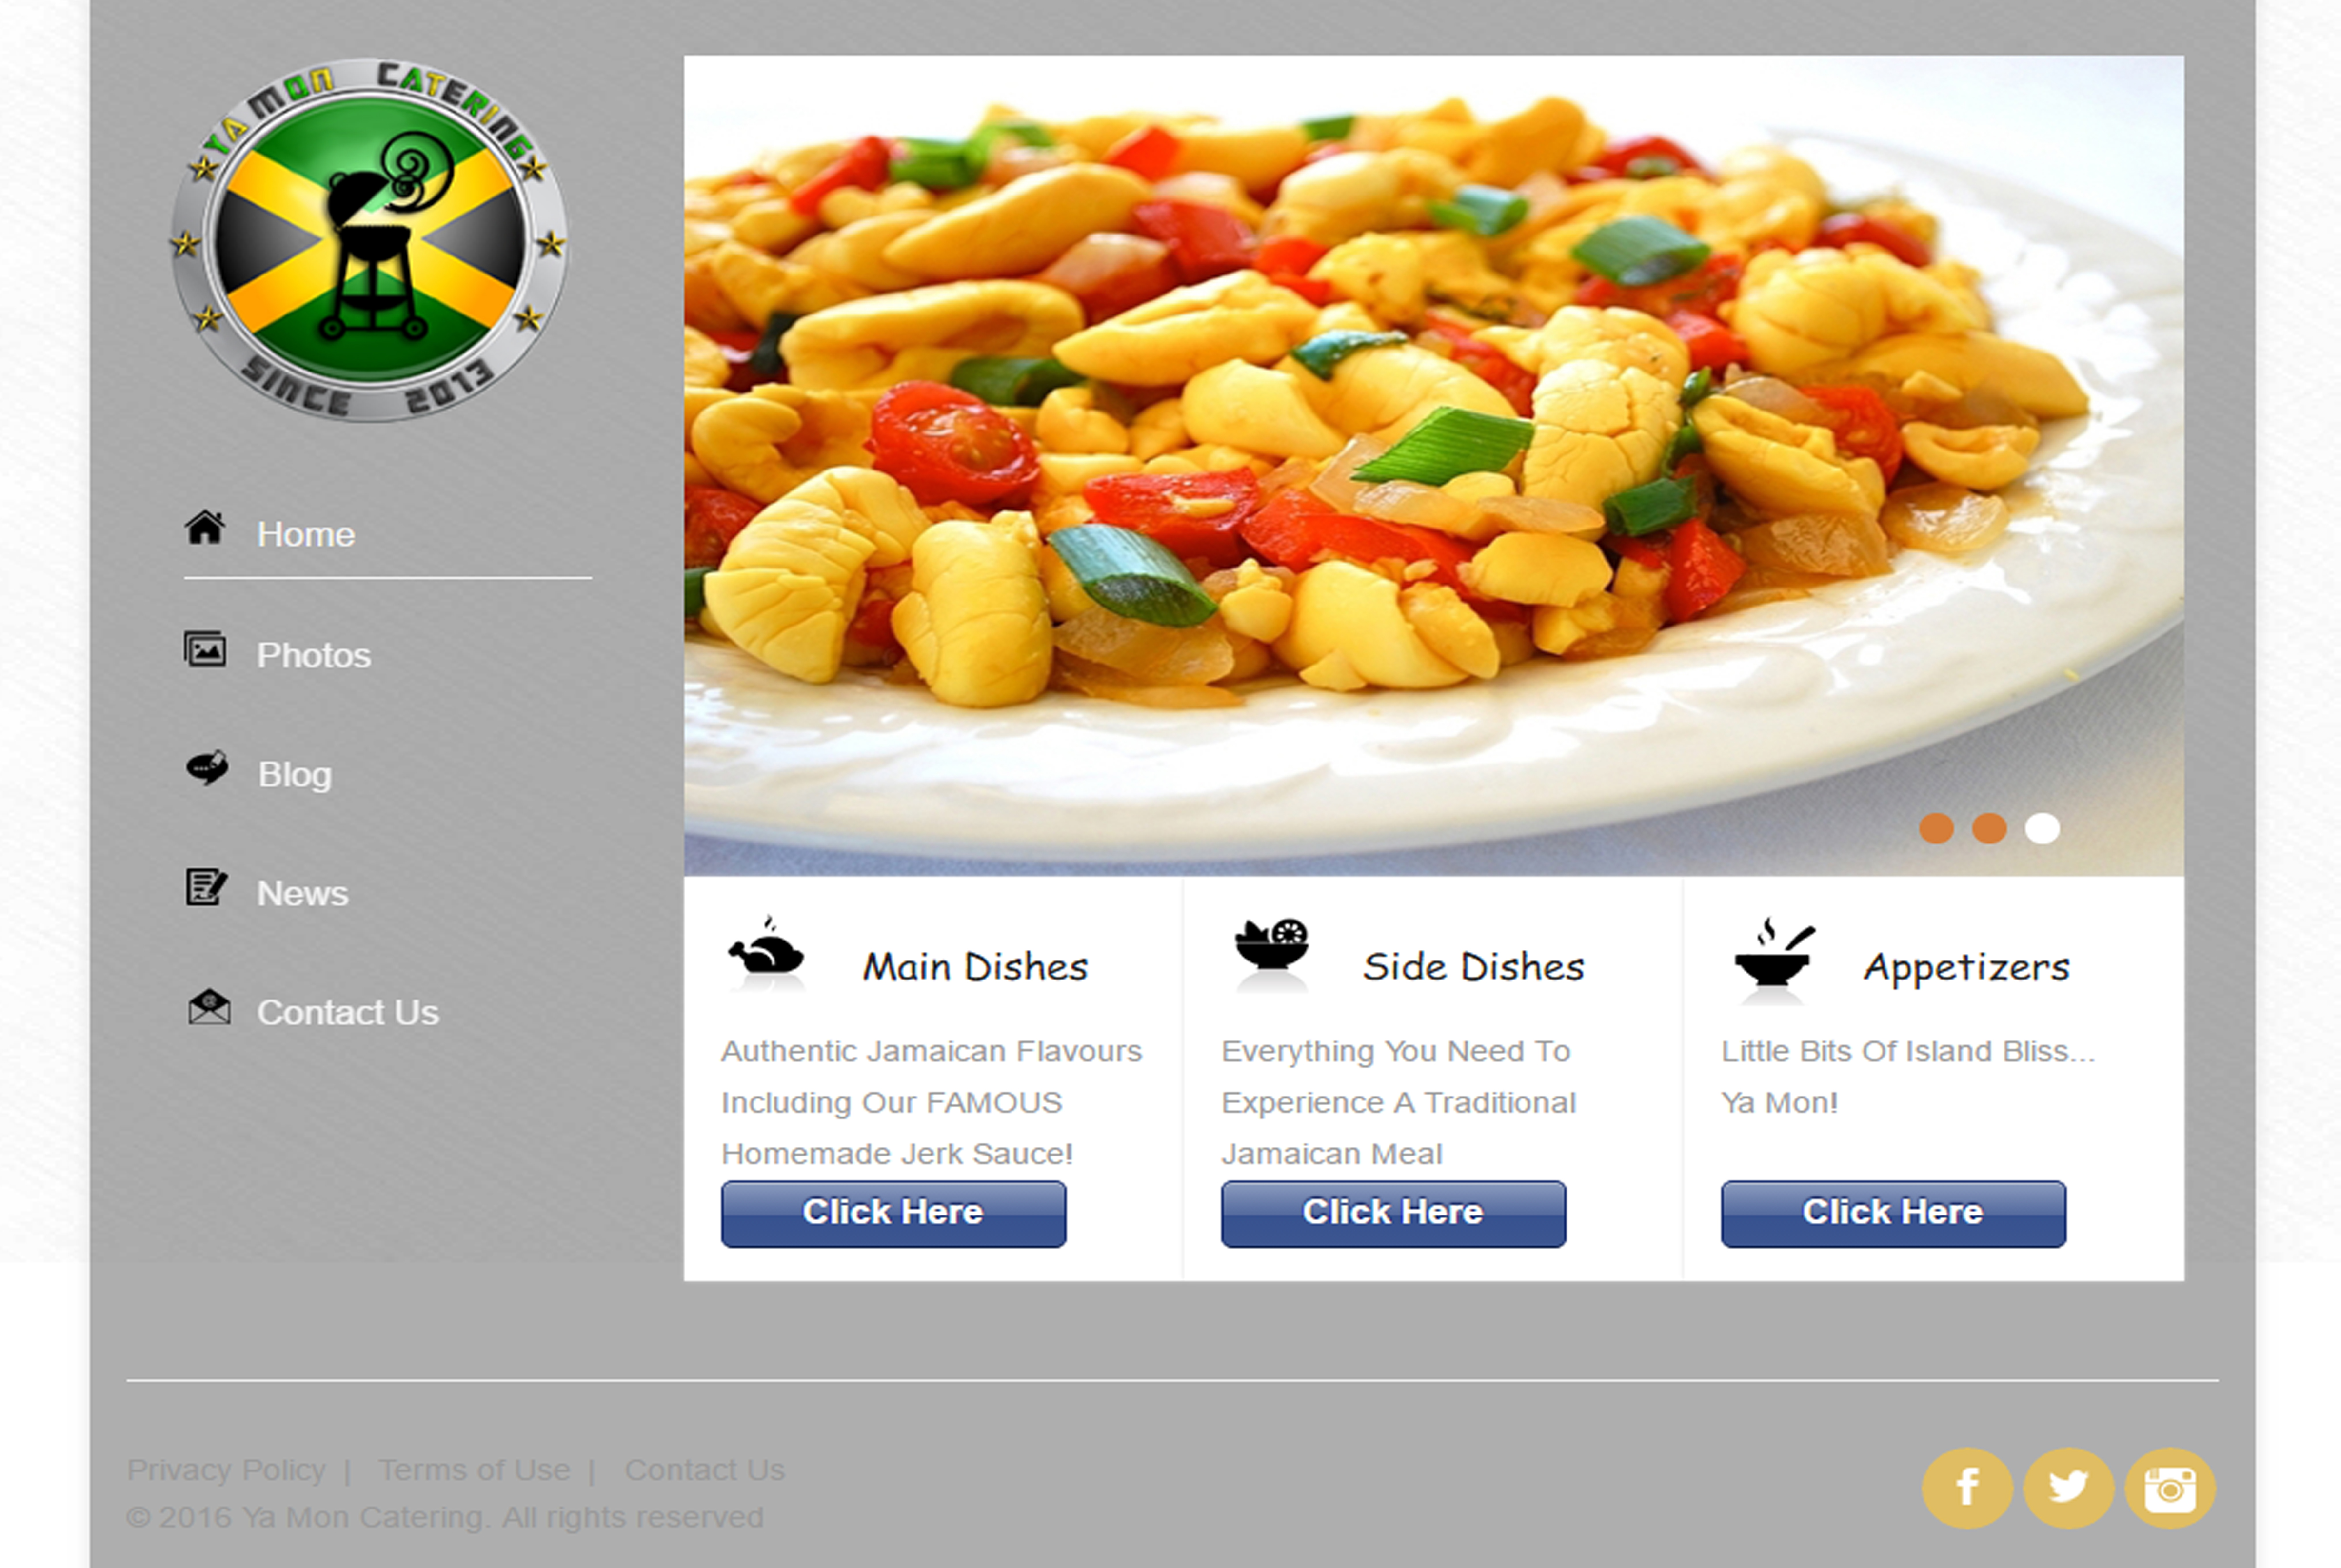 YA MON CATERING
SINCE 2013
Home
Photos
Blog
News
Contact Us
Main Dishes
Authentic Jamaican Flavours
Including Our FAMOUS
Homemade Jerk Sauce!
Click Here
Side Dishes
Everything You Need To
Experience A Traditional
Jamaican Meal
Click Here
Appetizers
Little Bits Of Island Bliss...
Ya Mon!
Click Here
Privacy Policy | Terms of Use | Contact Us
© 2016 Ya Mon Catering. All rights reserved